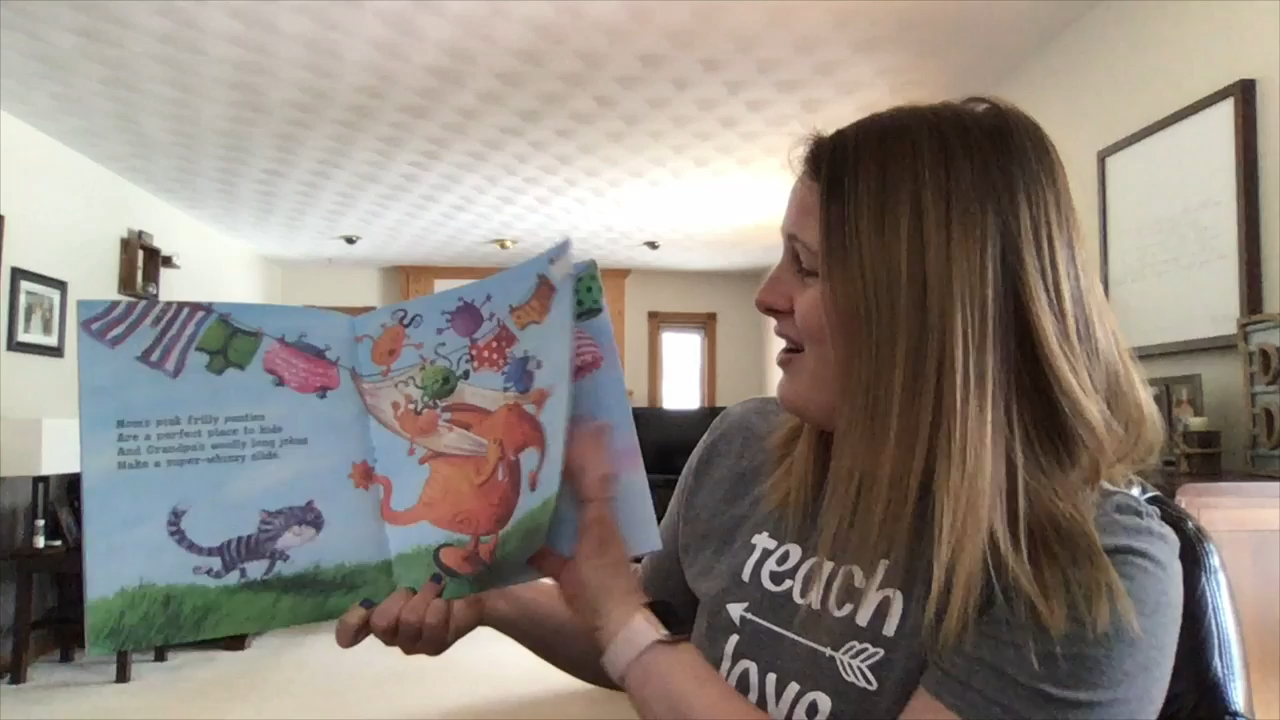 Mom's pink frilly panties
Are a perfect place to hide
And Grandpa's woolly long johns
Make a super-whizzy slide.
teach
love